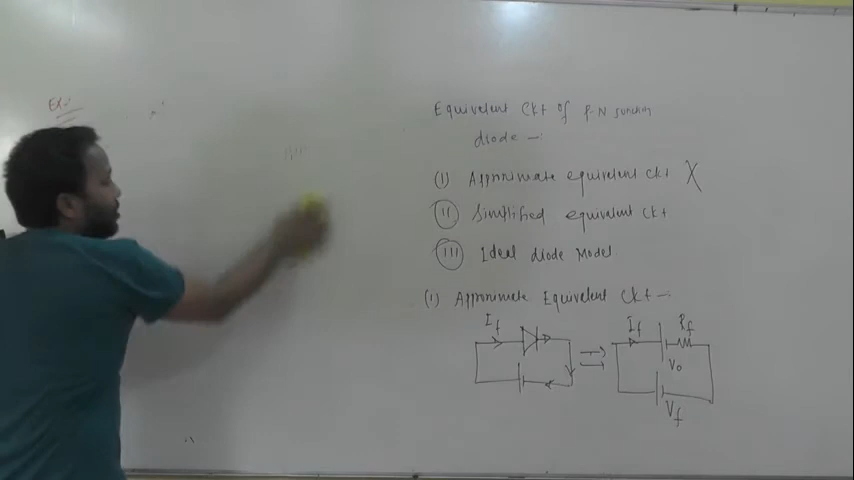 Ex:-
Equivalent Ckt of P-N Junction
diode -:
(I) Approximate equivalent Ckt X
(II) Simplified equivalent Ckt
(III) Ideal diode Model
(I) Approximate Equivalent Ckt -:
If
If Rf
V0
Vf